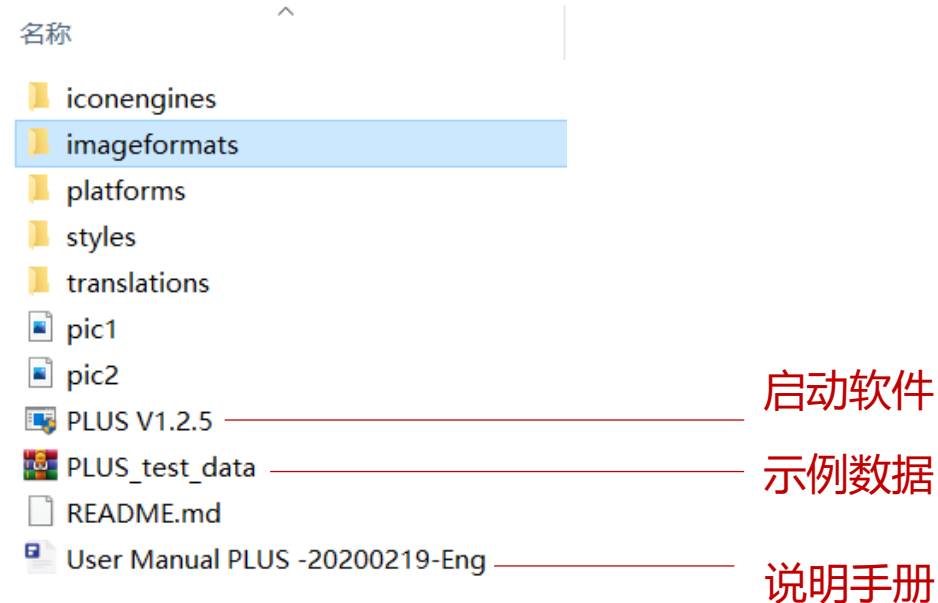 名称
iconengines
imageformats
platforms
styles
translations
pic1
pic2
PLUS V1.2.5
启动软件
PLUS_test_data
示例数据
README.md
User Manual PLUS -20200219-Eng
说明手册